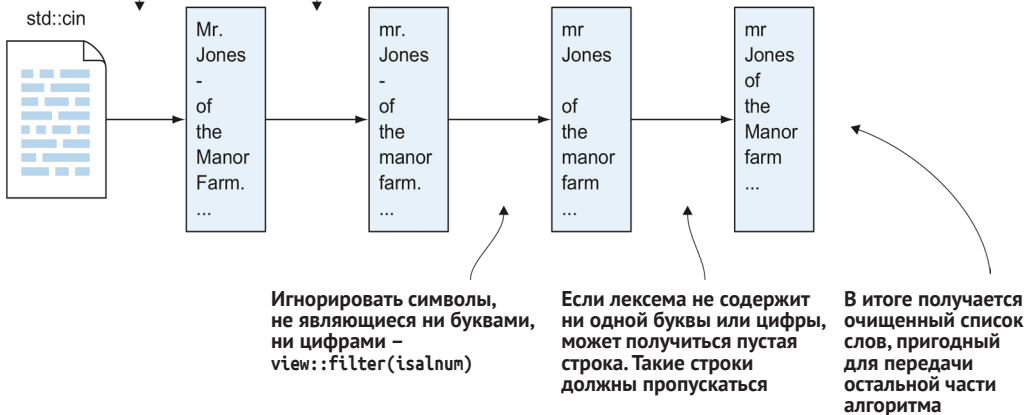 std::cin
Mr.
Jones
-
of
the
Manor
Farm.
...
mr.
Jones
-
of
the
manor
farm.
...
mr
Jones
of
the
manor
farm
...
mr
Jones
of
the
Manor
farm
...
Игнорировать символы,
не являющиеся ни буквами,
ни цифрами –
view::filter(isalnum)
Если лексема не содержит
ни одной буквы или цифры,
может получиться пустая
строка. Такие строки
должны пропускаться
В итоге получается
очищенный список
слов, пригодный
для передачи
остальной части
алгоритма